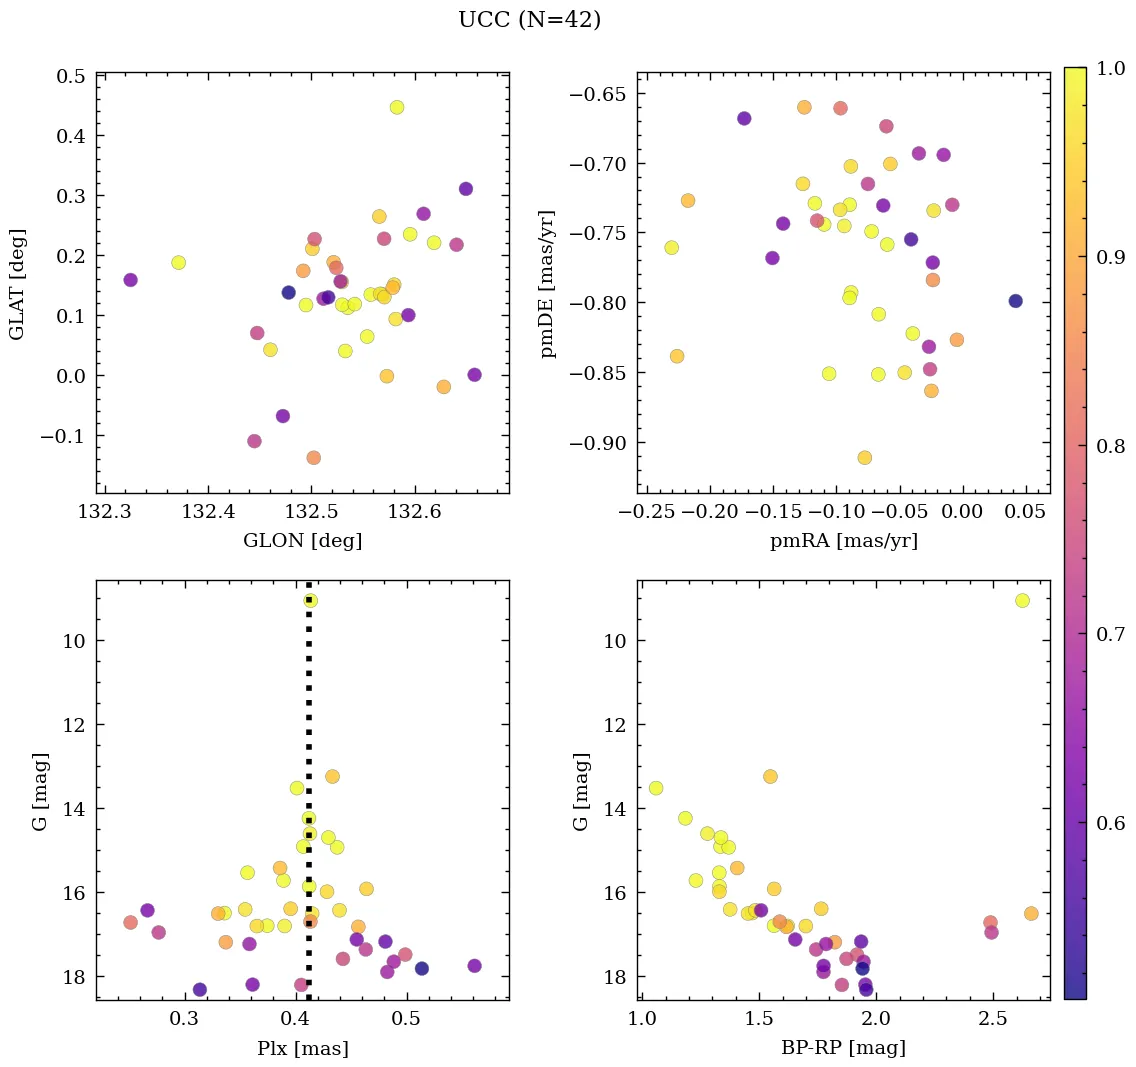 UCC (N=42)
0.5
0.4
0.3
0.2
0.1
0.0
−0.1
GLAT [deg]
132.3 132.4 132.5 132.6
GLON [deg]
−0.65
−0.70
−0.75
−0.80
−0.85
−0.90
pmDE [mas/yr]
−0.25 −0.20 −0.15 −0.10 −0.05 0.00 0.05
pmRA [mas/yr]
10
12
14
16
18
G [mag]
0.3 0.4 0.5
Plx [mas]
10
12
14
16
18
G [mag]
1.0 1.5 2.0 2.5
BP-RP [mag]
1.0
0.9
0.8
0.7
0.6